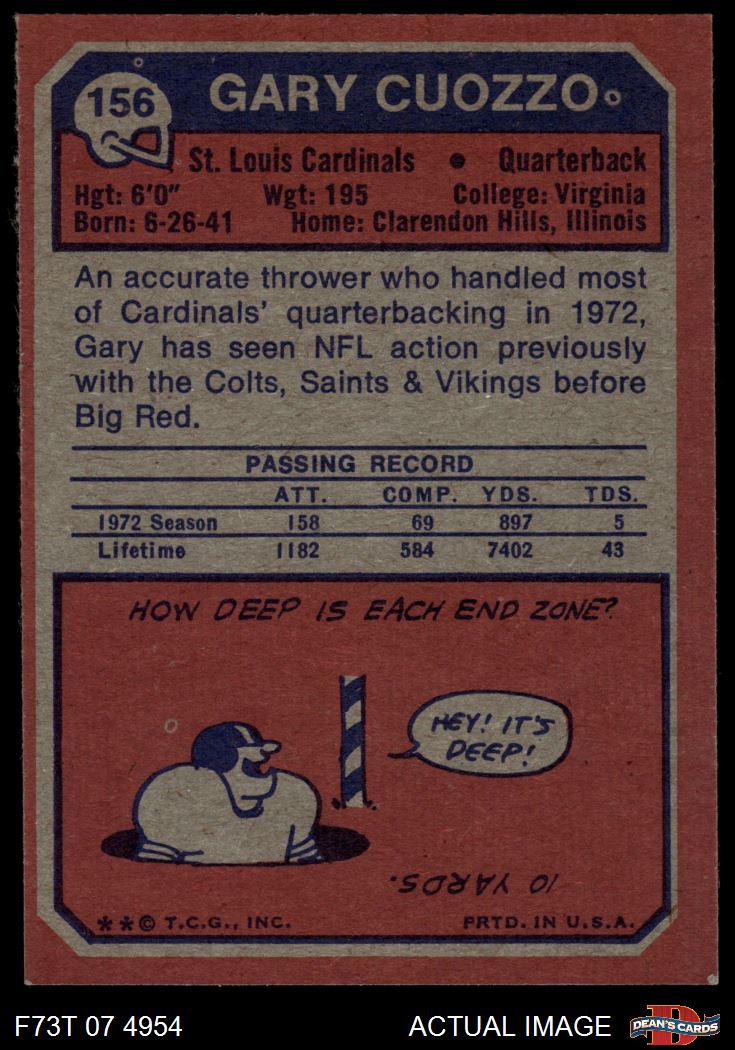 156
GARY CUOZZO
St. Louis Cardinals • Quarterback
Hgt: 6'0" Wgt: 195 College: Virginia
Born: 6-26-41 Home: Clarendon Hills, Illinois
An accurate thrower who handled most
of Cardinals' quarterbacking in 1972,
Gary has seen NFL action previously
with the Colts, Saints & Vikings before
Big Red.
PASSING RECORD
ATT. COMP. YDS. TDS.
1972 Season 158 69 897 5
Lifetime 1182 584 7402 43
HOW DEEP IS EACH END ZONE?
HEY! IT'S
DEEP!
10 YARDS.
**© T.C.G., INC. PRTD. IN U.S.A.
F73T 07 4954 ACTUAL IMAGE D DEAN'S CARDS